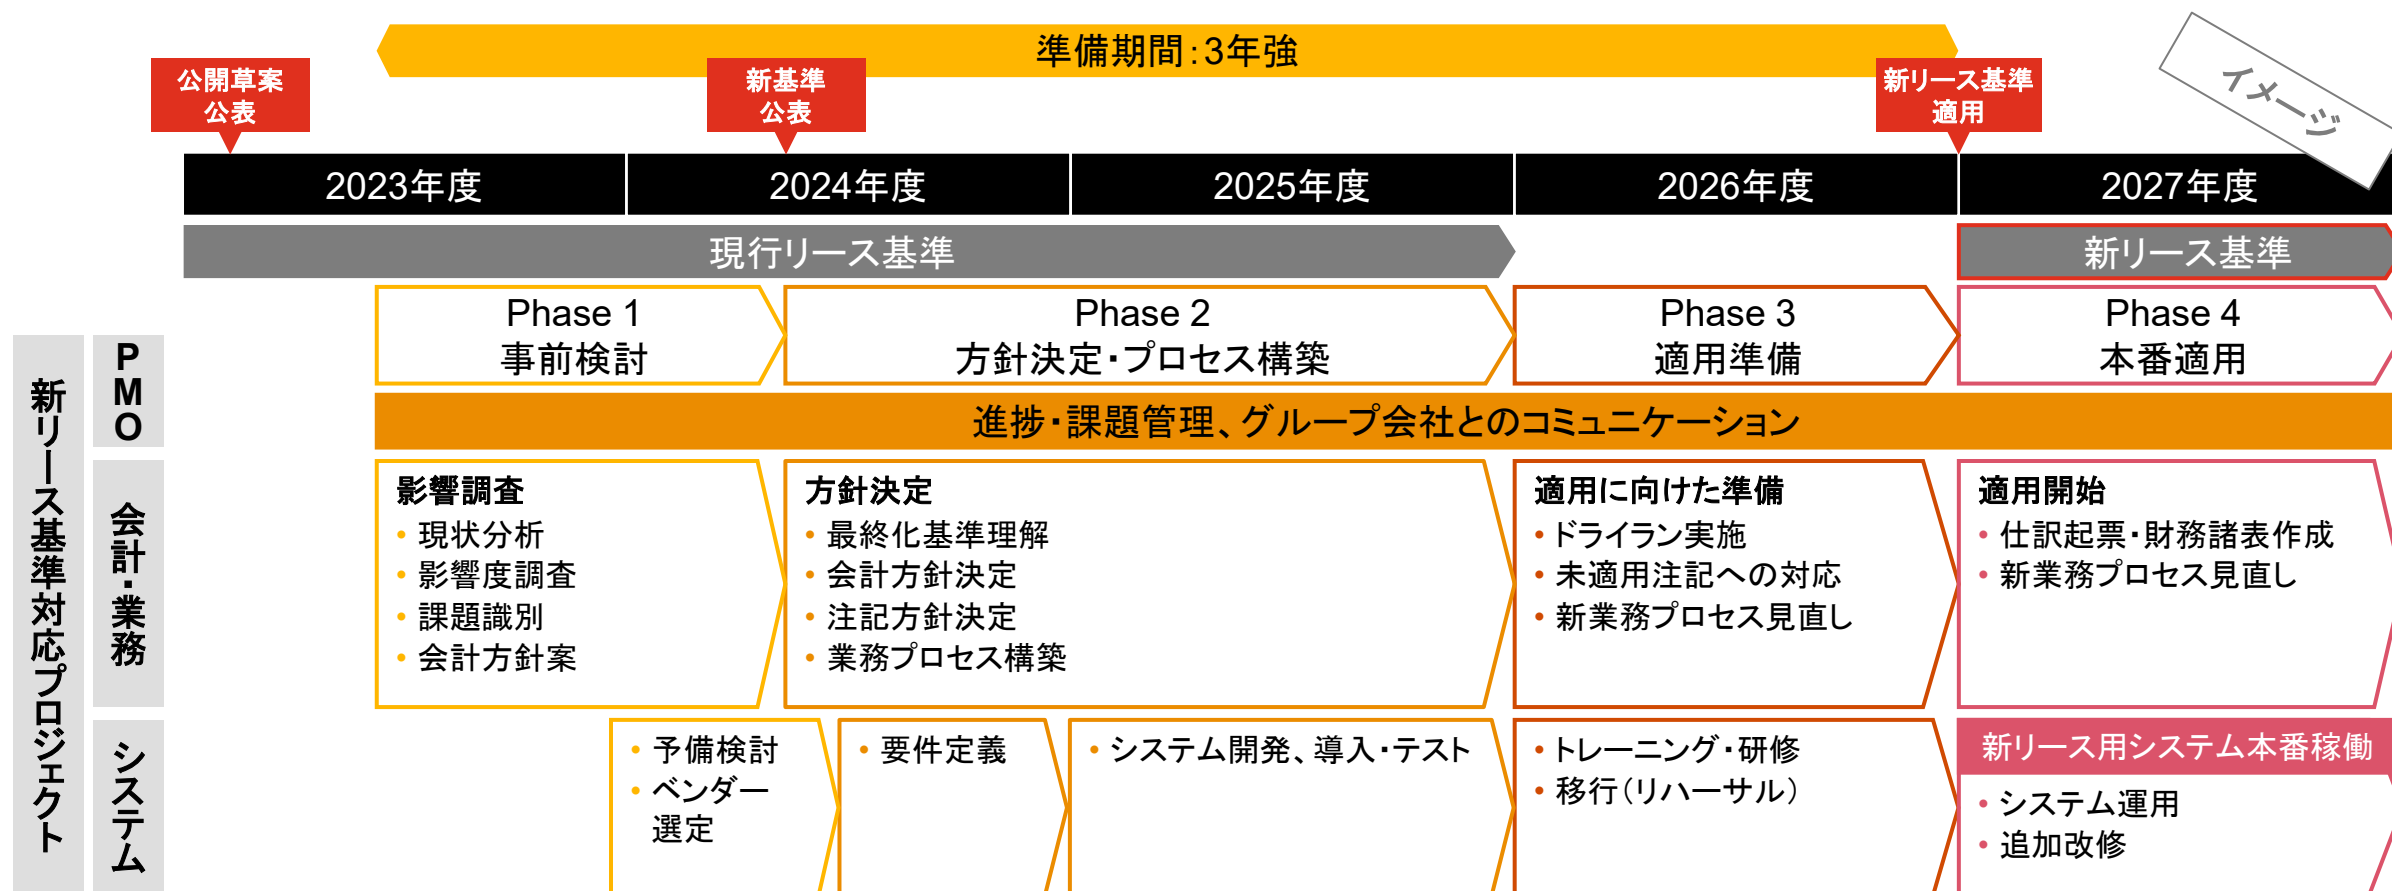 準備期間：3年強
公開草案
公表
新基準
公表
新リース基準
適用
イメージ
2023年度
2024年度
2025年度
2026年度
2027年度
現行リース基準
新リース基準
Phase 1
事前検討
Phase 2
方針決定・プロセス構築
Phase 3
適用準備
Phase 4
本番適用
新リース基準対応プロジェクト
PMO
進捗・課題管理、グループ会社とのコミュニケーション
会計・業務
影響調査
• 現状分析
• 影響度調査
• 課題識別
• 会計方針案
方針決定
• 最終化基準理解
• 会計方針決定
• 注記方針決定
• 業務プロセス構築
適用に向けた準備
• ドライラン実施
• 未適用注記への対応
• 新業務プロセス見直し
適用開始
• 仕訳起票・財務諸表作成
• 新業務プロセス見直し
システム
• 予備検討
• ベンダー
選定
• 要件定義
• システム開発、導入・テスト
• トレーニング・研修
• 移行（リハーサル）
新リース用システム本番稼働
• システム運用
• 追加改修